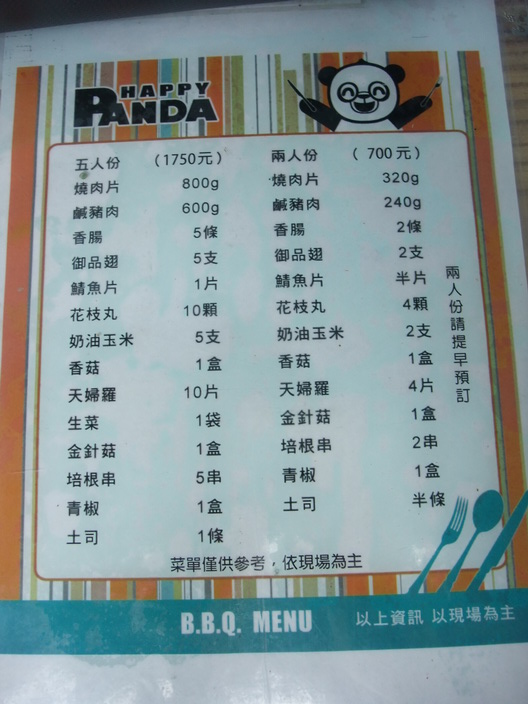 HAPPY
PANDA
五人份 （1750元）
燒肉片 800g
鹹豬肉 600g
香腸 5條
御品翅 5支
鯖魚片 1片
花枝丸 10顆
奶油玉米 5支
香菇 1盒
天婦羅 10片
生菜 1袋
金針菇 1盒
培根串 5串
青椒 1盒
土司 1條
兩人份 （ 700元）
燒肉片 320g
鹹豬肉 240g
香腸 2條
御品翅 2支
鯖魚片 半片
花枝丸 4顆
奶油玉米 2支
香菇 1盒
天婦羅 4片
金針菇 1盒
培根串 2串
青椒 1盒
土司 半條
兩人份請提早預訂
菜單僅供參考，依現場為主
B.B.Q. MENU
以上資訊 以現場為主